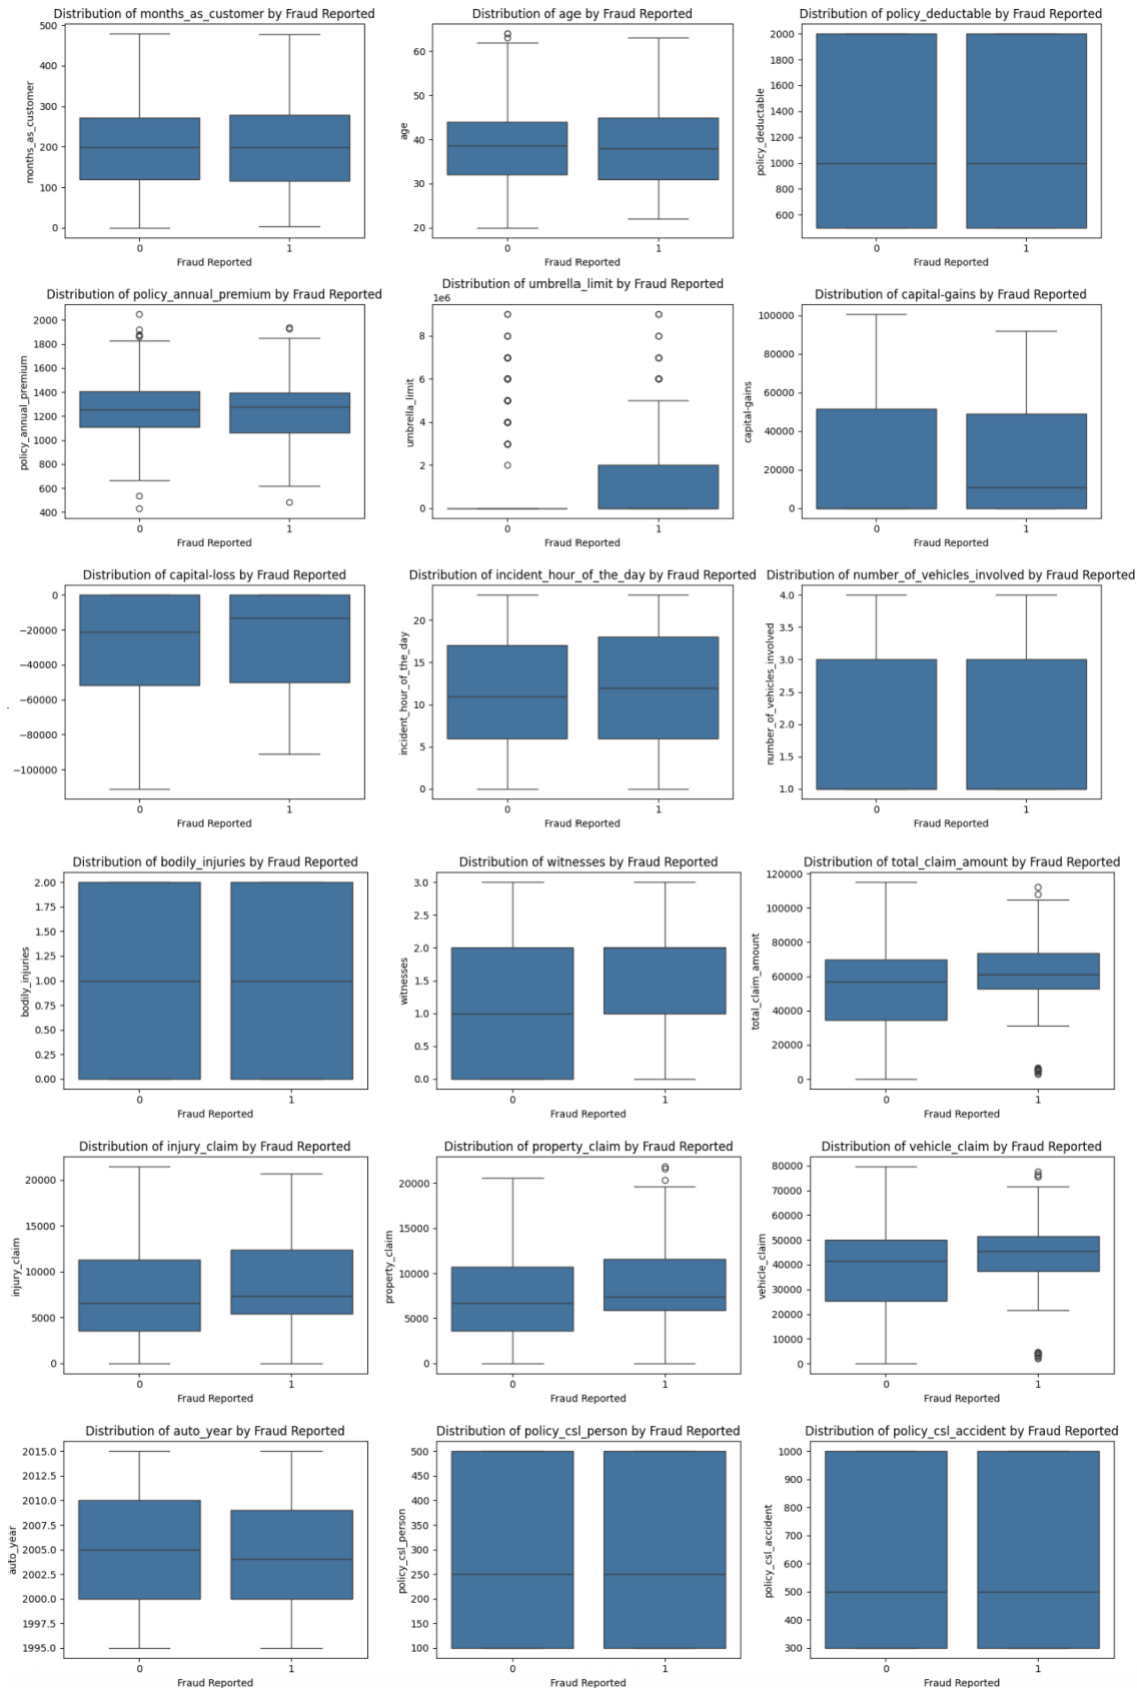 Distribution of months_as_customer by Fraud Reported
500
400
300
200
100
0
months_as_customer
0
1
Fraud Reported
Distribution of age by Fraud Reported
60
50
40
30
20
age
0
1
Fraud Reported
Distribution of policy_deductable by Fraud Reported
2000
1800
1600
1400
1200
1000
800
600
policy_deductable
0
1
Fraud Reported
Distribution of policy_annual_premium by Fraud Reported
2000
1800
1600
1400
1200
1000
800
600
400
policy_annual_premium
0
1
Fraud Reported
Distribution of umbrella_limit by Fraud Reported
1e6
8
6
4
2
0
umbrella_limit
0
1
Fraud Reported
Distribution of capital-gains by Fraud Reported
100000
80000
60000
40000
20000
0
capital-gains
0
1
Fraud Reported
Distribution of capital-loss by Fraud Reported
0
−20000
−40000
−60000
−80000
−100000
0
1
Fraud Reported
Distribution of incident_hour_of_the_day by Fraud Reported
20
15
10
5
0
incident_hour_of_the_day
0
1
Fraud Reported
Distribution of number_of_vehicles_involved by Fraud Reported
4.0
3.5
3.0
2.5
2.0
1.5
1.0
number_of_vehicles_involved
0
1
Fraud Reported
Distribution of bodily_injuries by Fraud Reported
2.00
1.75
1.50
1.25
1.00
0.75
0.50
0.25
0.00
bodily_injuries
0
1
Fraud Reported
Distribution of witnesses by Fraud Reported
3.0
2.5
2.0
1.5
1.0
0.5
0.0
witnesses
0
1
Fraud Reported
Distribution of total_claim_amount by Fraud Reported
120000
100000
80000
60000
40000
20000
0
total_claim_amount
0
1
Fraud Reported
Distribution of injury_claim by Fraud Reported
20000
15000
10000
5000
0
injury_claim
0
1
Fraud Reported
Distribution of property_claim by Fraud Reported
20000
15000
10000
5000
0
property_claim
0
1
Fraud Reported
Distribution of vehicle_claim by Fraud Reported
80000
70000
60000
50000
40000
30000
20000
10000
0
vehicle_claim
0
1
Fraud Reported
Distribution of auto_year by Fraud Reported
2015.0
2012.5
2010.0
2007.5
2005.0
2002.5
2000.0
1997.5
1995.0
auto_year
0
1
Fraud Reported
Distribution of policy_csl_person by Fraud Reported
500
450
400
350
300
250
200
150
100
policy_csl_person
0
1
Fraud Reported
Distribution of policy_csl_accident by Fraud Reported
1000
900
800
700
600
500
400
300
policy_csl_accident
0
1
Fraud Reported